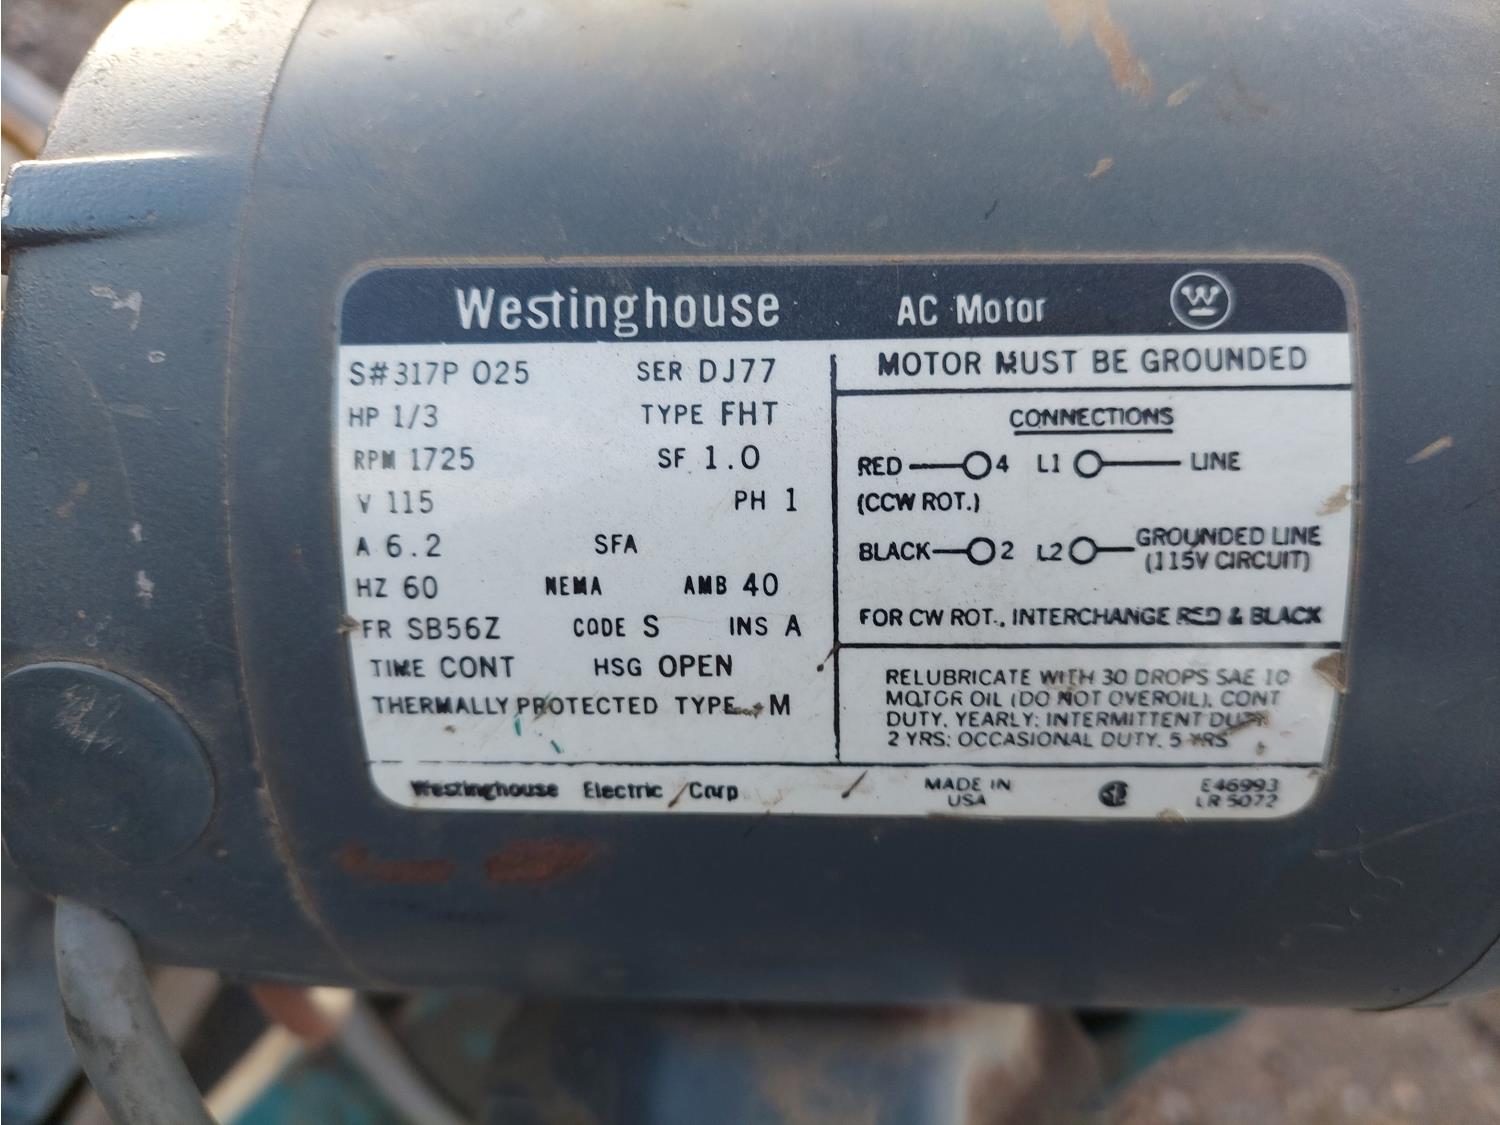 Westinghouse AC Motor W
S# 317P 025 SER DJ77
HP 1/3 TYPE FHT
RPM 1725 SF 1.0
V 115 PH 1
A 6.2 SFA
HZ 60 NEMA AMB 40
FR SB56Z CODE S INS A
TIME CONT HSG OPEN
THERMALLY PROTECTED TYPE M
MOTOR MUST BE GROUNDED
CONNECTIONS
RED 4 L1 LINE
(CCW ROT.)
BLACK 2 L2 GROUNDED LINE
(115V CIRCUIT)
FOR CW ROT., INTERCHANGE RED & BLACK
RELUBRICATE WITH 30 DROPS SAE 10
MOTOR OIL (DO NOT OVEROIL). CONT
DUTY, YEARLY; INTERMITTENT DUTY
2 YRS; OCCASIONAL DUTY, 5 YRS
Westinghouse Electric Corp
MADE IN
USA
E46993
LR 5072